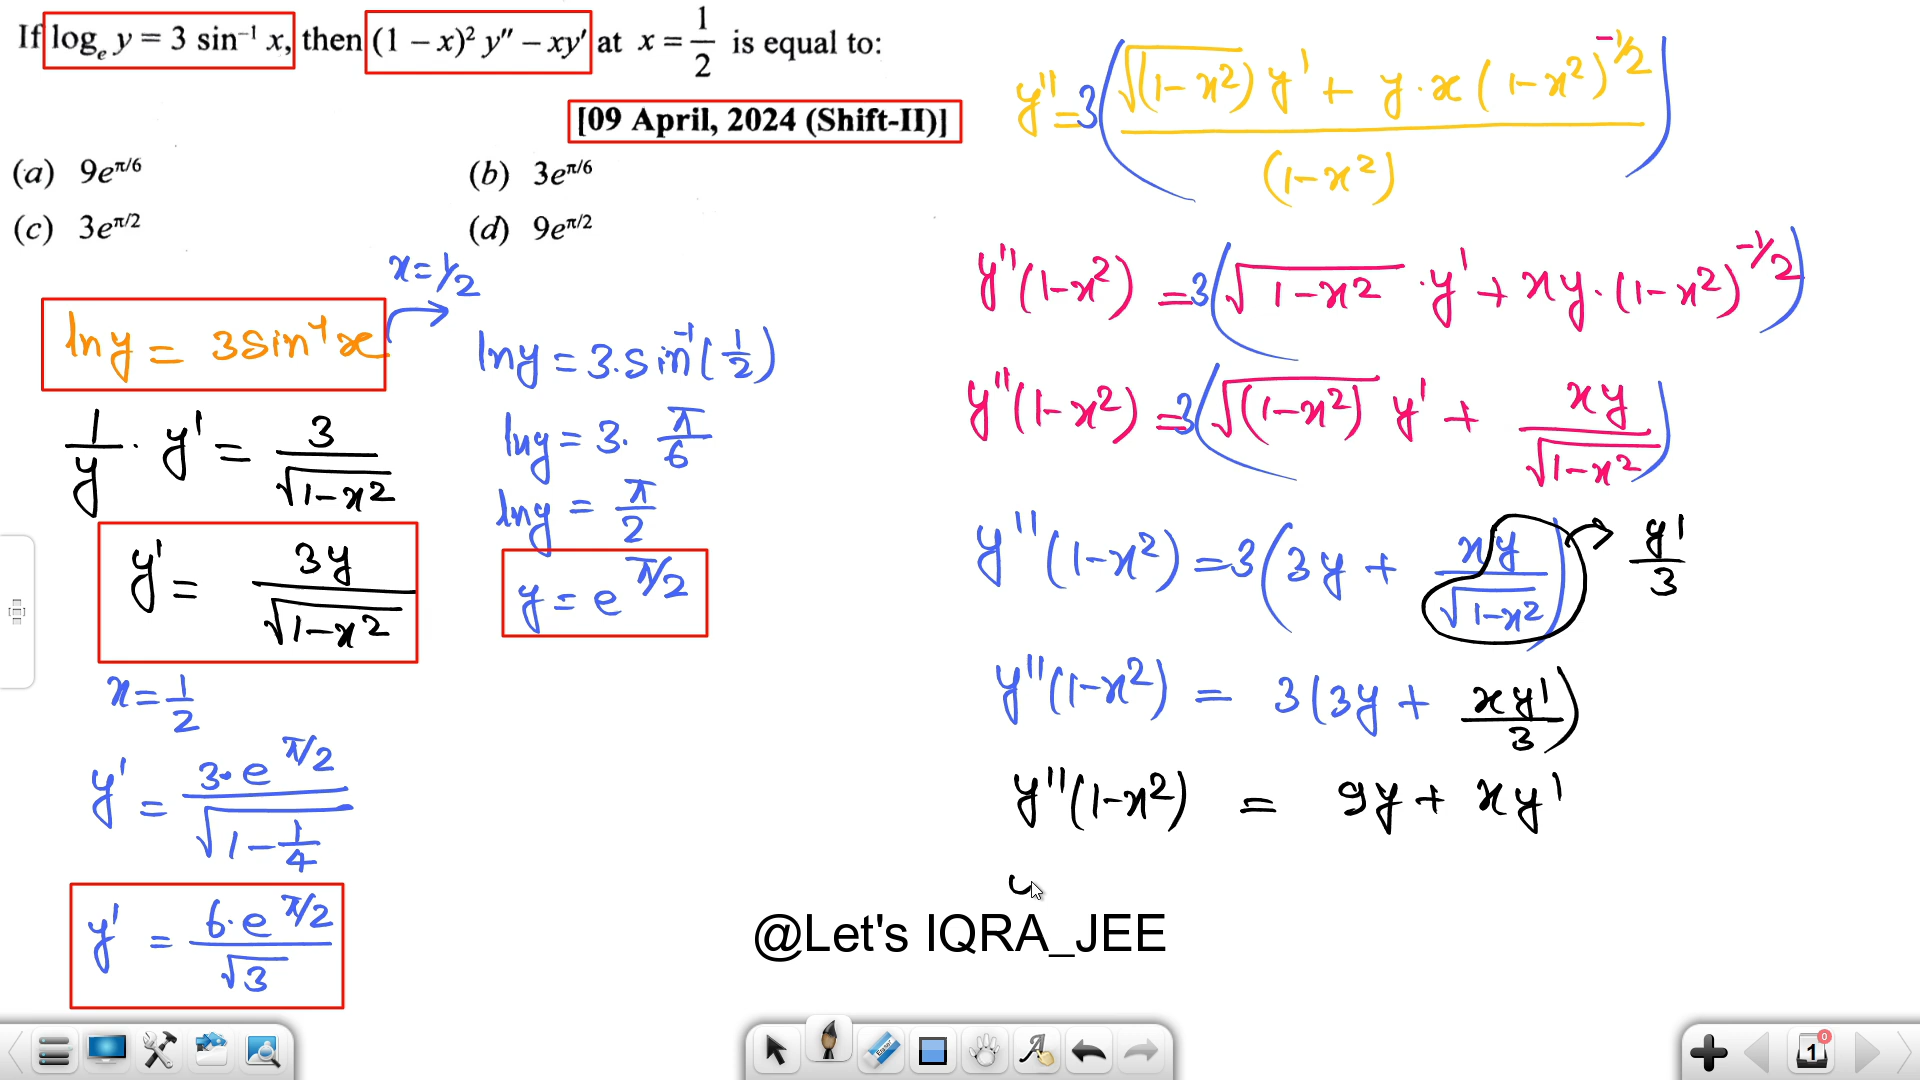 If logₑ y = 3 sin⁻¹ x, then (1 – x)² y″ – xy′ at x = 1/2 is equal to:
[09 April, 2024 (Shift-II)]
(a) 9e^(π/6)
(b) 3e^(π/6)
(c) 3e^(π/2)
(d) 9e^(π/2)
ln y = 3 sin⁻¹ x
x = 1/2
1/y · y' = 3/√(1-x²)
y' = 3y/√(1-x²)
x = 1/2
y' = 3·e^(π/2)/√(1-1/4)
y' = 6·e^(π/2)/√3
ln y = 3·sin⁻¹(1/2)
ln y = 3· π/6
ln y = π/2
y = e^(π/2)
y'' = 3(√(1-x²) y' + y·x(1-x²)^(-1/2) / (1-x²))
y''(1-x²) = 3(√(1-x²) · y' + xy·(1-x²)^(-1/2))
y''(1-x²) = 3(√(1-x²) y' + xy/√(1-x²))
y''(1-x²) = 3(3y + xy/√(1-x²)) → y'/3
y''(1-x²) = 3(3y + xy'/3)
y''(1-x²) = 9y + xy'
@Let's IQRA_JEE
1
0